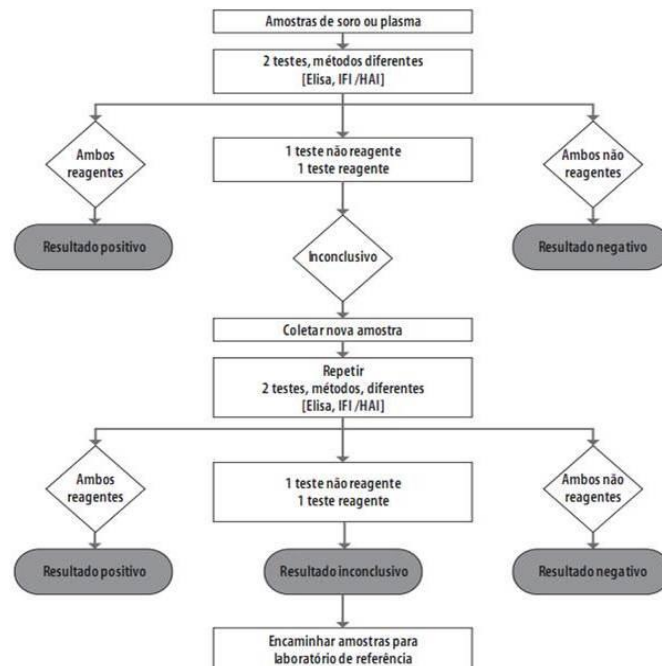 Amostras de soro ou plasma
2 testes, métodos diferentes
[Elisa, IFI /HAI]
Ambos
reagentes
1 teste não reagente
1 teste reagente
Ambos não
reagentes
Resultado positivo
Inconclusivo
Resultado negativo
Coletar nova amostra
Repetir
2 testes, métodos, diferentes
[Elisa, IFI /HAI]
Ambos
reagentes
1 teste não reagente
1 teste reagente
Ambos não
reagentes
Resultado positivo
Resultado inconclusivo
Resultado negativo
Encaminhar amostras para
laboratório de referência